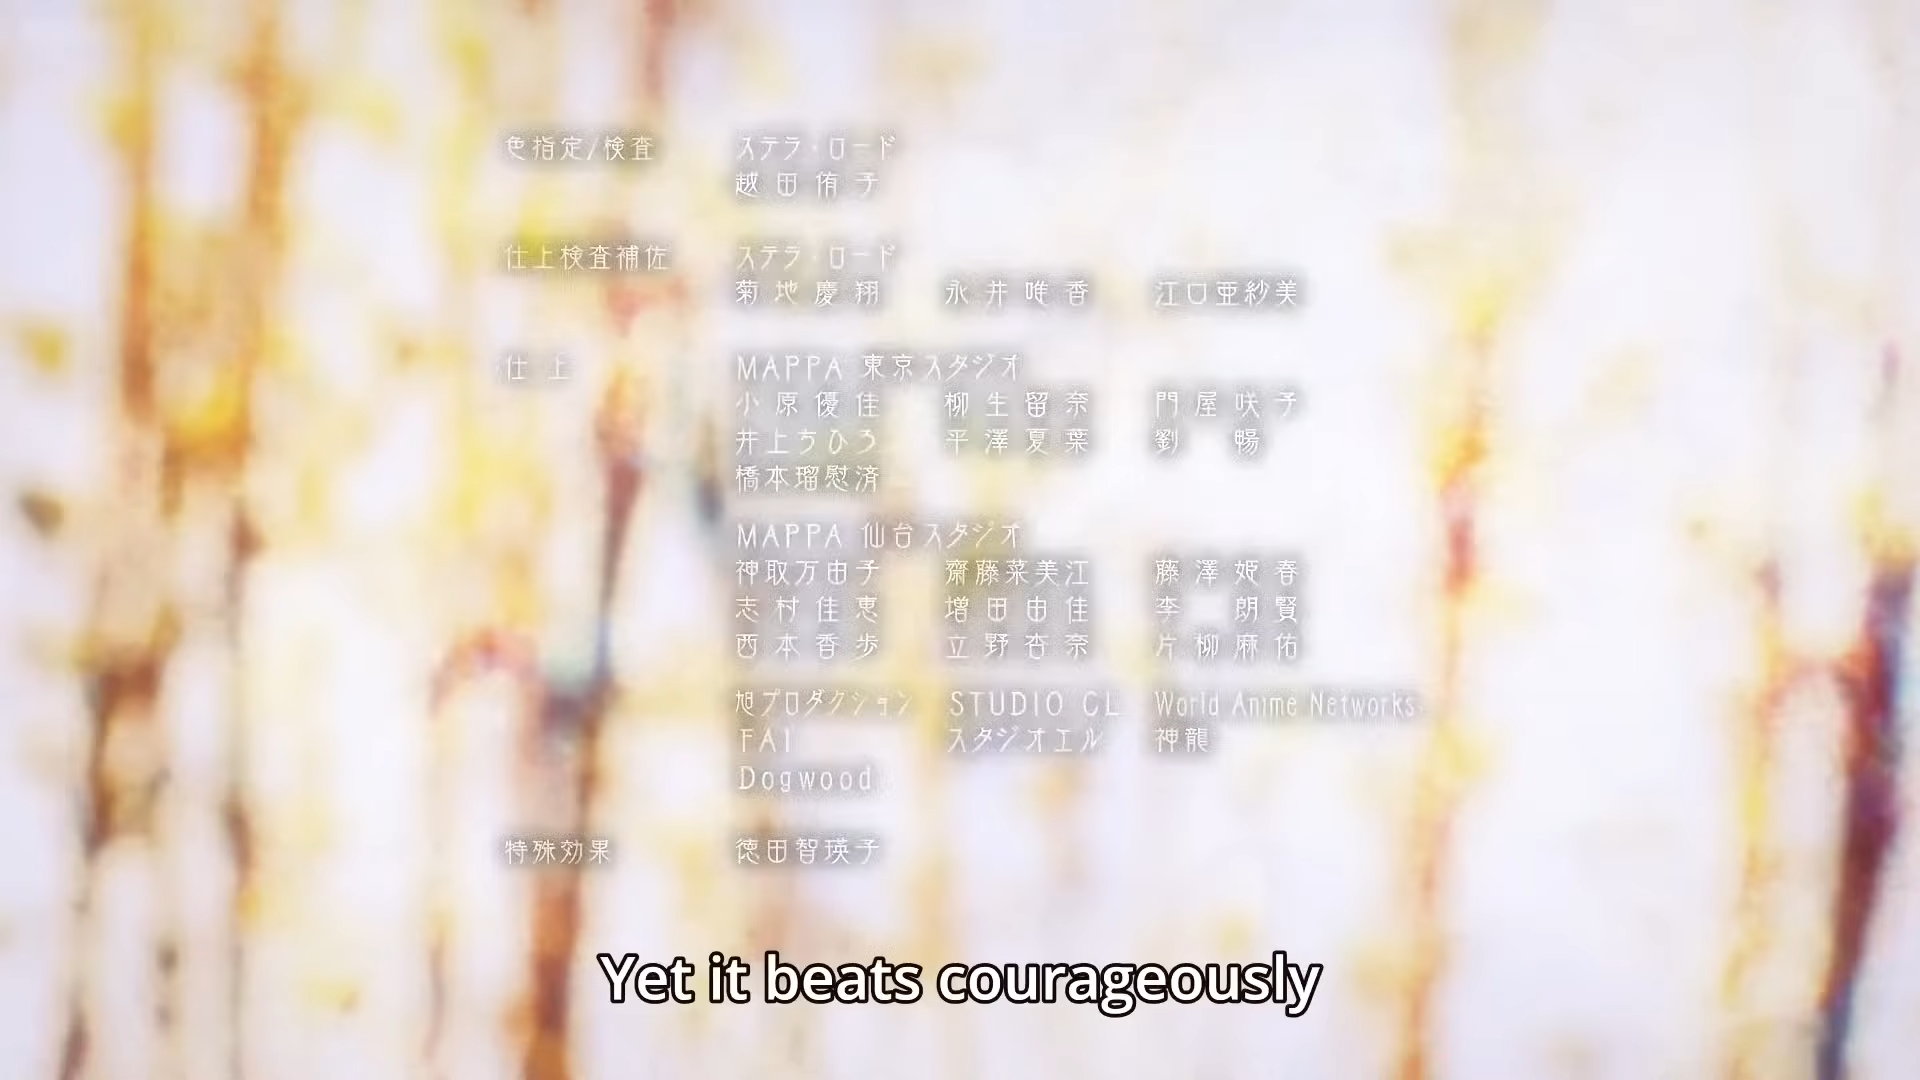 色指定/検査 ステラ・ロード
越田侑子
仕上検査補佐 ステラ・ロード
菊地慶翔 永井唯香 江口亜紗美
仕上 MAPPA 東京スタジオ
小原優佳 柳生留奈 門屋咲予
井上ちひろ 平澤夏葉 劉 暢
橋本瑠慰済
MAPPA 仙台スタジオ
神取万由子 齋藤菜美江 藤澤姫春
志村佳恵 増田由佳 李 朗賢
西本香歩 立野杏奈 片柳麻佑
旭プロダクション STUDIO CL World Anime Networks
FAI スタジオエル 神龍
Dogwood
特殊効果 徳田智瑛子
Yet it beats courageously